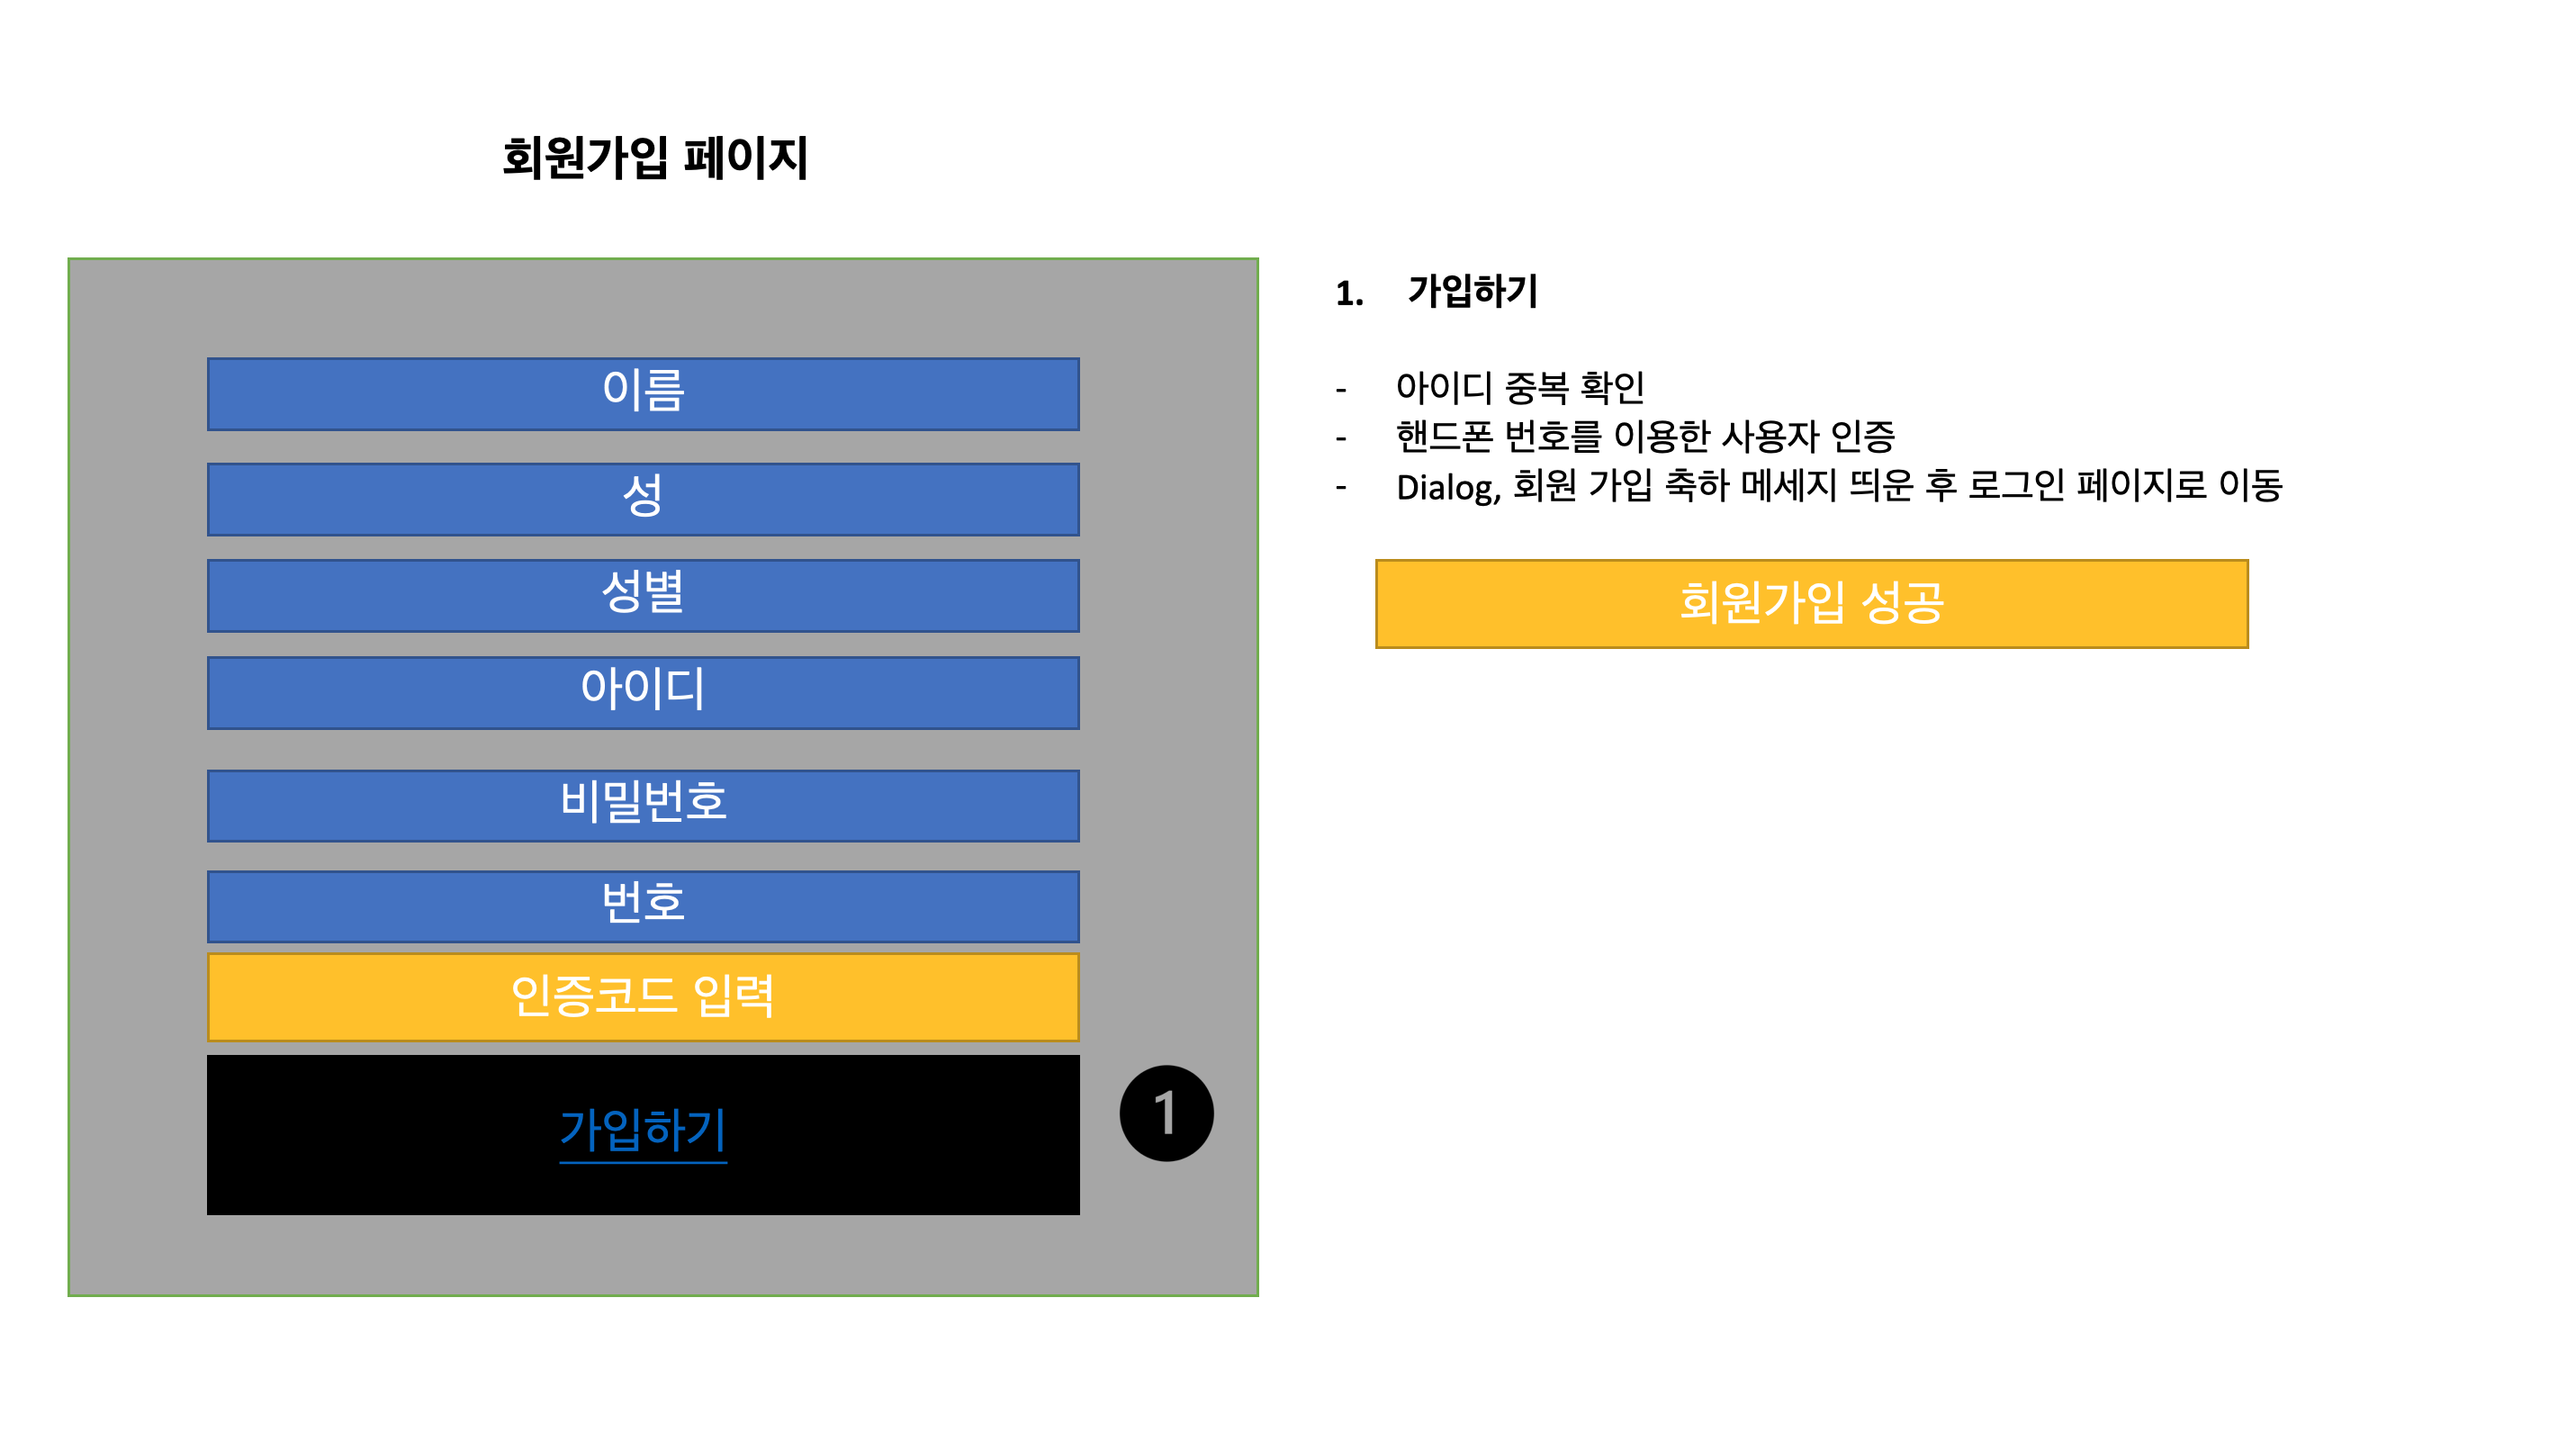 회원가입 페이지
이름
성
성별
아이디
비밀번호
번호
인증코드 입력
가입하기
1
1. 가입하기
- 아이디 중복 확인
- 핸드폰 번호를 이용한 사용자 인증
- Dialog, 회원 가입 축하 메세지 띄운 후 로그인 페이지로 이동
회원가입 성공